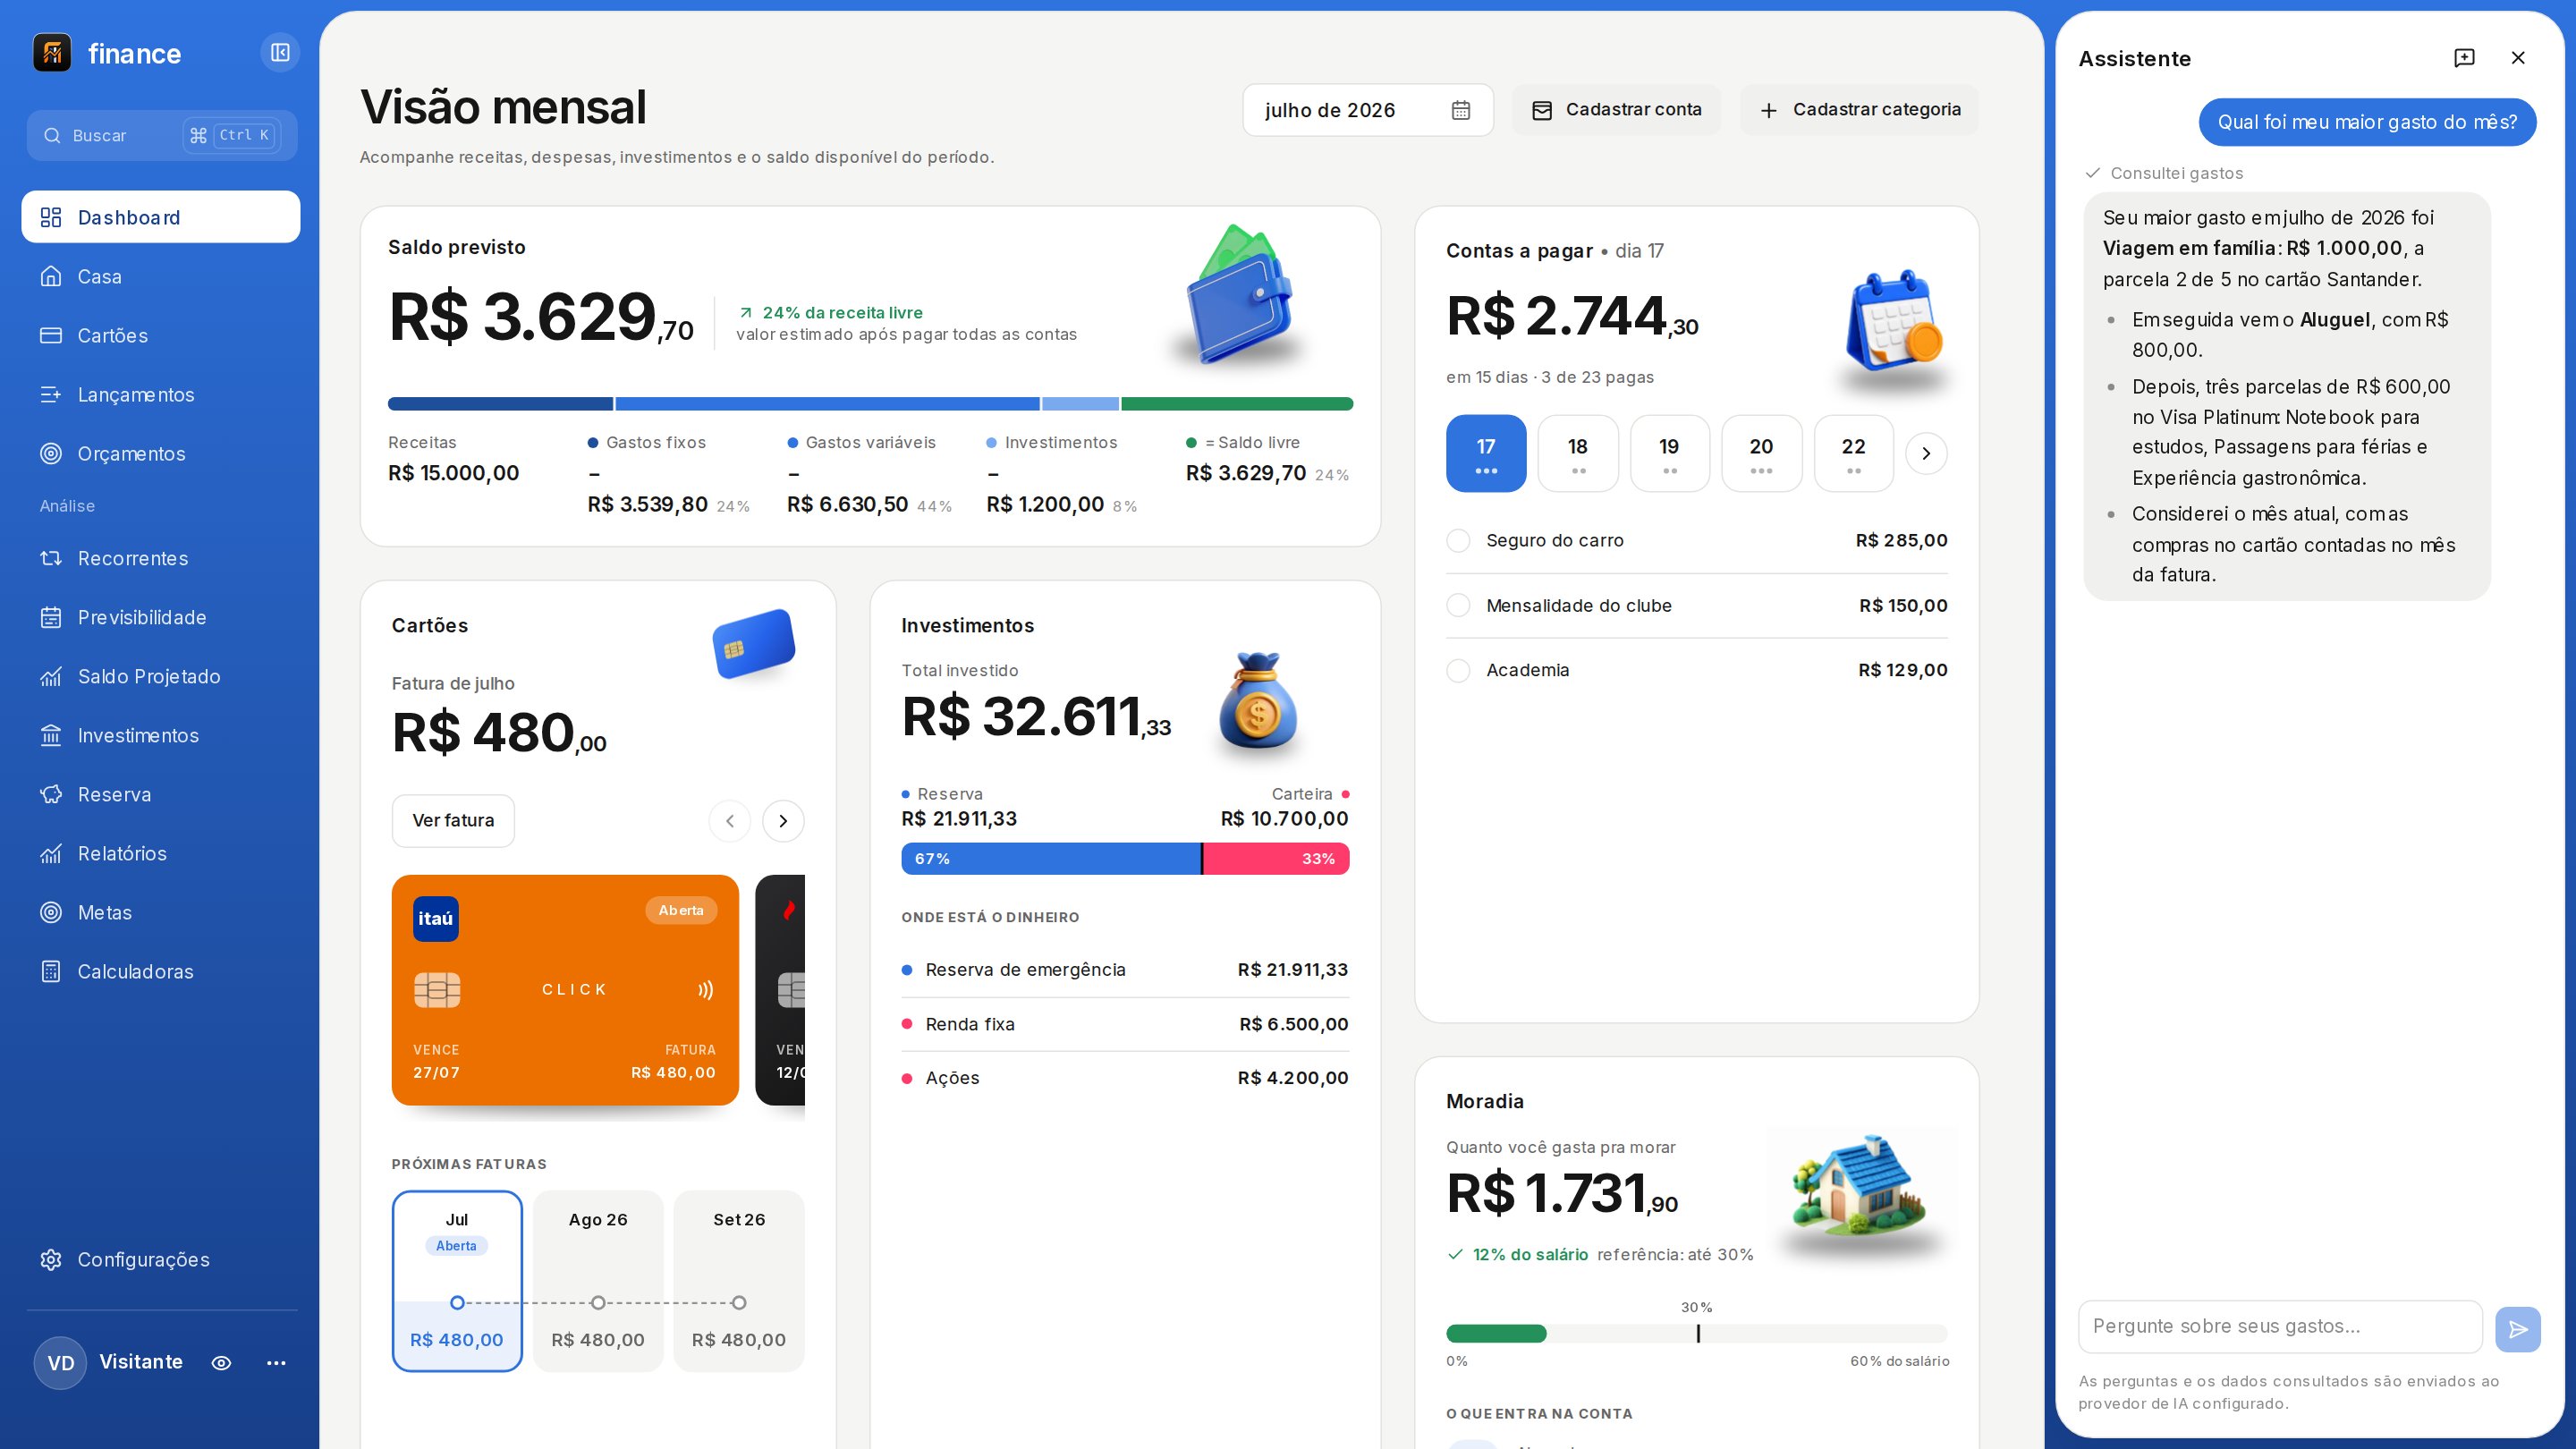 finance
Buscar
Ctrl K
Dashboard
Casa
Cartões
Lançamentos
Orçamentos
Análise
Recorrentes
Previsibilidade
Saldo Projetado
Investimentos
Reserva
Relatórios
Metas
Calculadoras
Configurações
VD Visitante
Visão mensal
Acompanhe receitas, despesas, investimentos e o saldo disponível do período.
julho de 2026
Cadastrar conta
Cadastrar categoria
Saldo previsto
R$ 3.629,70
24% da receita livre
valor estimado após pagar todas as contas
Receitas
R$ 15.000,00
Gastos fixos
–
R$ 3.539,80 24%
Gastos variáveis
–
R$ 6.630,50 44%
Investimentos
–
R$ 1.200,00 8%
= Saldo livre
R$ 3.629,70 24%
Cartões
Fatura de julho
R$ 480,00
Ver fatura
itaú
Aberta
CLICK
VENCE
27/07
FATURA
R$ 480,00
VEN
12/0
PRÓXIMAS FATURAS
Jul
Aberta
R$ 480,00
Ago 26
R$ 480,00
Set 26
R$ 480,00
Investimentos
Total investido
R$ 32.611,33
Reserva
R$ 21.911,33
Carteira
R$ 10.700,00
67%
33%
ONDE ESTÁ O DINHEIRO
Reserva de emergência R$ 21.911,33
Renda fixa R$ 6.500,00
Ações R$ 4.200,00
Contas a pagar • dia 17
R$ 2.744,30
em 15 dias · 3 de 23 pagas
17
18
19
20
22
Seguro do carro R$ 285,00
Mensalidade do clube R$ 150,00
Academia R$ 129,00
Moradia
Quanto você gasta pra morar
R$ 1.731,90
12% do salário referência: até 30%
30%
0%
60% do salário
O QUE ENTRA NA CONTA
Assistente
Qual foi meu maior gasto do mês?
Consultei gastos
Seu maior gasto em julho de 2026 foi
Viagem em família: R$ 1.000,00, a
parcela 2 de 5 no cartão Santander.
• Em seguida vem o Aluguel, com R$
800,00.
• Depois, três parcelas de R$ 600,00
no Visa Platinum: Notebook para
estudos, Passagens para férias e
Experiência gastronômica.
• Considerei o mês atual, com as
compras no cartão contadas no mês
da fatura.
Pergunte sobre seus gastos...
As perguntas e os dados consultados são enviados ao
provedor de IA configurado.